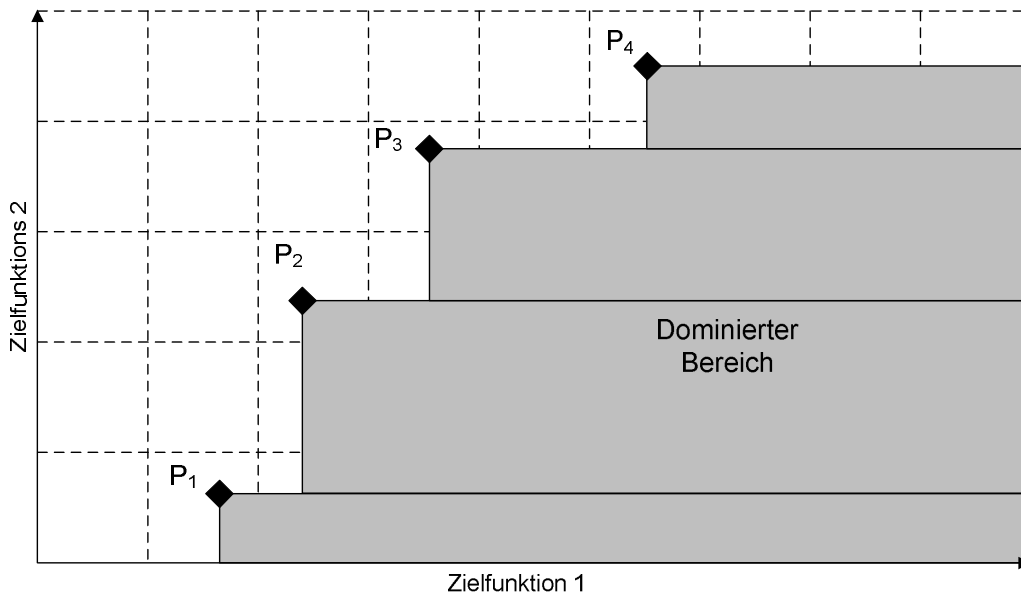 P4
P3
P2
Dominierter
Bereich
P1
Zielfunktions 2
Zielfunktion 1